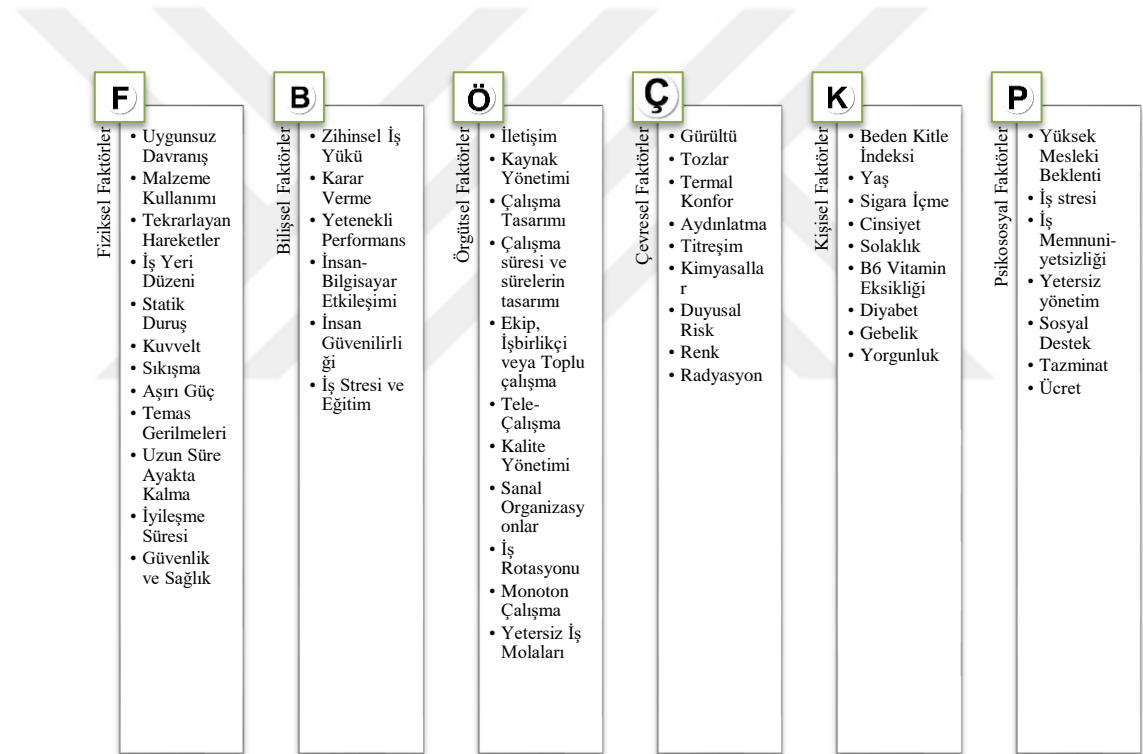 F
Fiziksel Faktörler
• Uygunsuz
Davranış
• Malzeme
Kullanımı
• Tekrarlayan
Hareketler
• İş Yeri
Düzeni
• Statik
Duruş
• Kuvvelt
• Sıkışma
• Aşırı Güç
• Temas
Gerilmeleri
• Uzun Süre
Ayakta
Kalma
• İyileşme
Süresi
• Güvenlik
ve Sağlık
B
Bilişsel Faktörler
• Zihinsel İş
Yükü
• Karar
Verme
• Yetenekli
Performans
• İnsan-
Bilgisayar
Etkileşimi
• İnsan
Güvenilirli
ği
• İş Stresi ve
Eğitim
Ö
Örgütsel Faktörler
• İletişim
• Kaynak
Yönetimi
• Çalışma
Tasarımı
• Çalışma
süresi ve
sürelerin
tasarımı
• Ekip,
İşbirlikçi
veya Toplu
çalışma
• Tele-
Çalışma
• Kalite
Yönetimi
• Sanal
Organizasy
onlar
• İş
Rotasyonu
• Monoton
Çalışma
• Yetersiz İş
Molaları
Ç
Çevresel Faktörler
• Gürültü
• Tozlar
• Termal
Konfor
• Aydınlatma
• Titreşim
• Kimyasalla
r
• Duyusal
Risk
• Renk
• Radyasyon
K
Kişisel Faktörler
• Beden Kitle
İndeksi
• Yaş
• Sigara İçme
• Cinsiyet
• Solaklık
• B6 Vitamin
Eksikliği
• Diyabet
• Gebelik
• Yorgunluk
P
Psikososyal Faktörler
• Yüksek
Mesleki
Beklenti
• İş stresi
• İş
Memnuni-
yetsizliği
• Yetersiz
yönetim
• Sosyal
Destek
• Tazminat
• Ücret